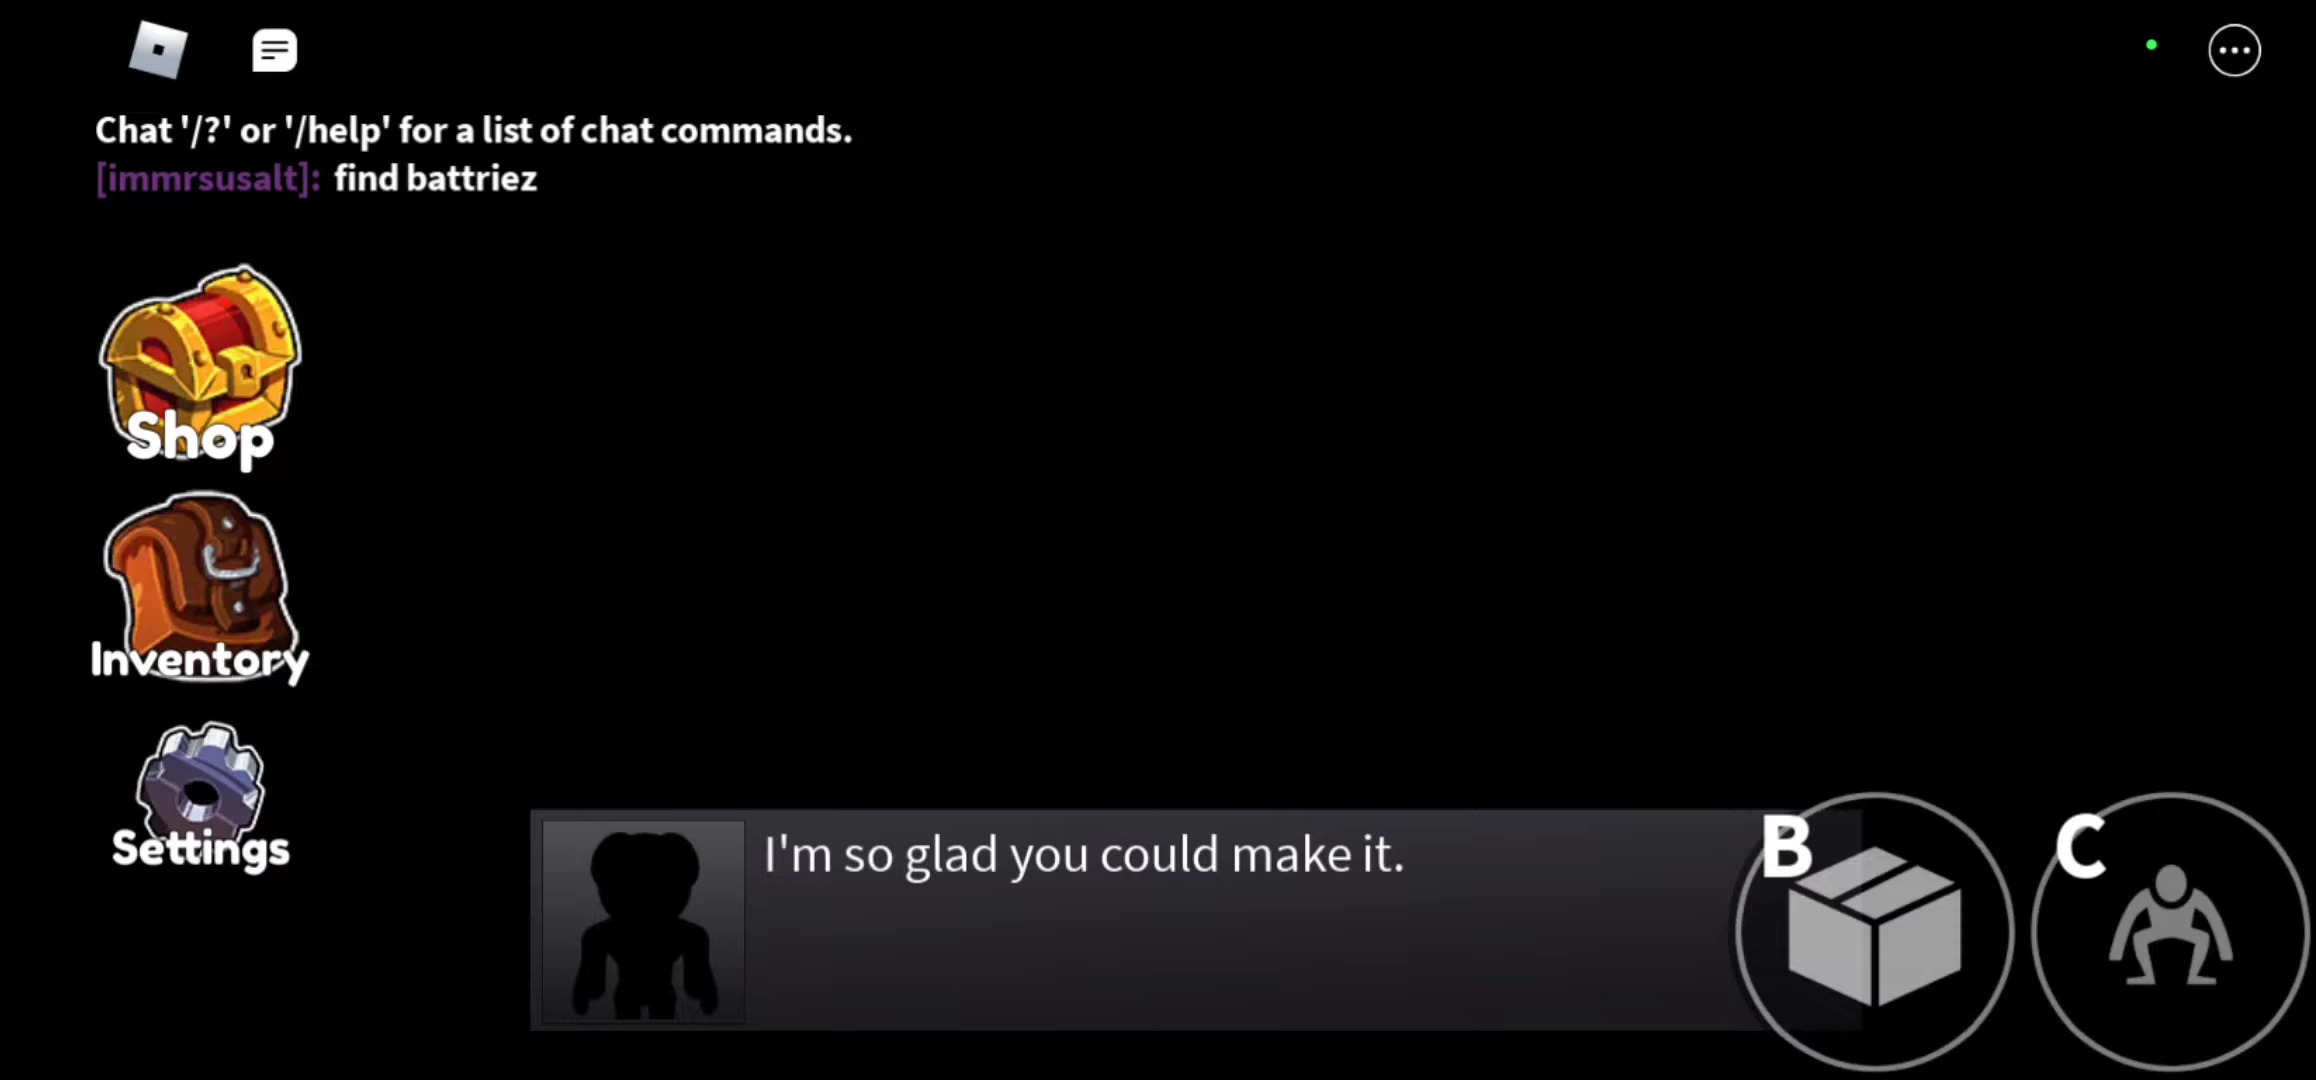 Chat '/?' or '/help' for a list of chat commands.
[immrsusalt]: find battriez
Shop
Inventory
Settings
I'm so glad you could make it.
B
C